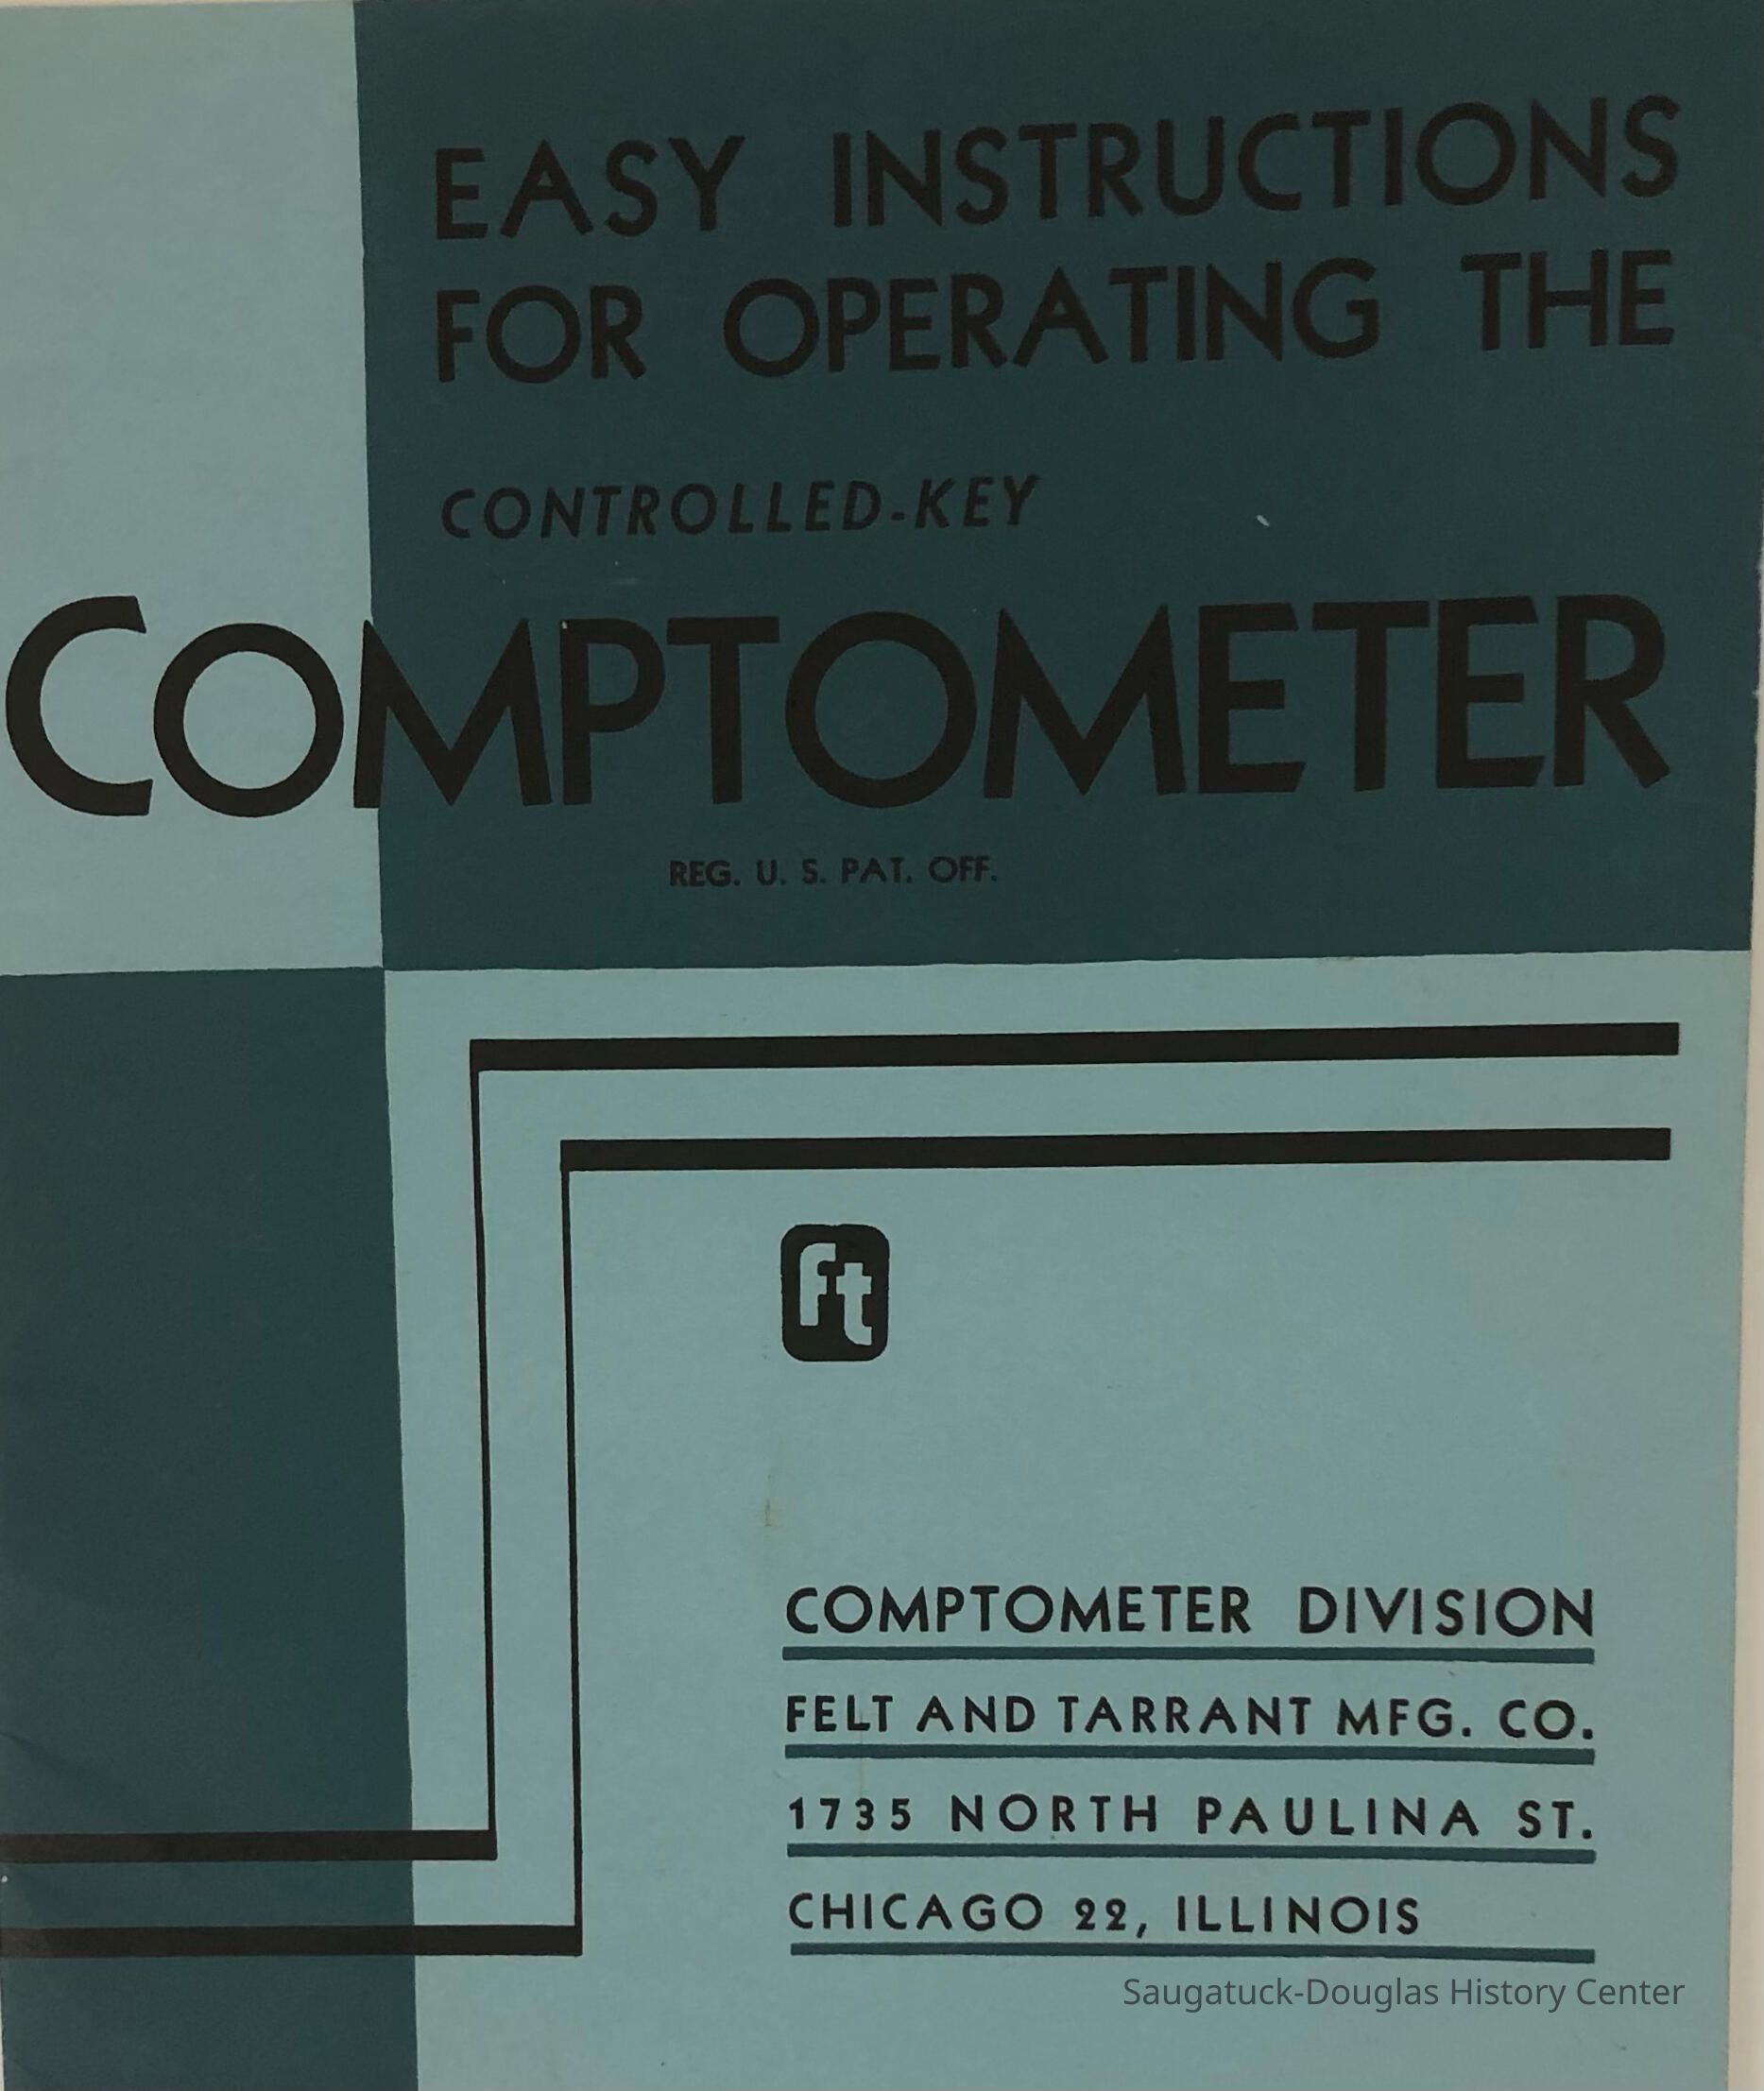 EASY INSTRUCTIONS
FOR OPERATING THE
CONTROLLED-KEY
COMPTOMETER
REG. U. S. PAT. OFF.
ft
COMPTOMETER DIVISION
FELT AND TARRANT MFG. CO.
1735 NORTH PAULINA ST.
CHICAGO 22, ILLINOIS
Saugatuck-Douglas History Center